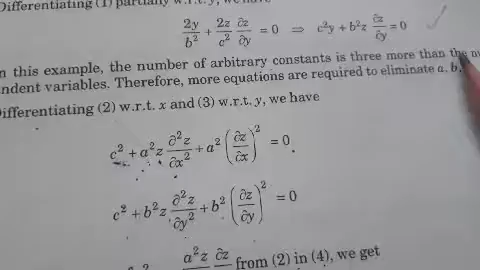 Differentiating (1) partially w.r.t. y, we have
2y/b² + 2z/c² ∂z/∂y = 0 ⇒ c²y + b²z ∂z/∂y = 0
n this example, the number of arbitrary constants is three more than the
ndent variables. Therefore, more equations are required to eliminate a, b,
Differentiating (2) w.r.t. x and (3) w.r.t. y, we have
c² + a²z ∂²z/∂x² + a² (∂z/∂x)² = 0.
c² + b²z ∂²z/∂y² + b² (∂z/∂y)² = 0
a²z ∂z from (2) in (4), we get